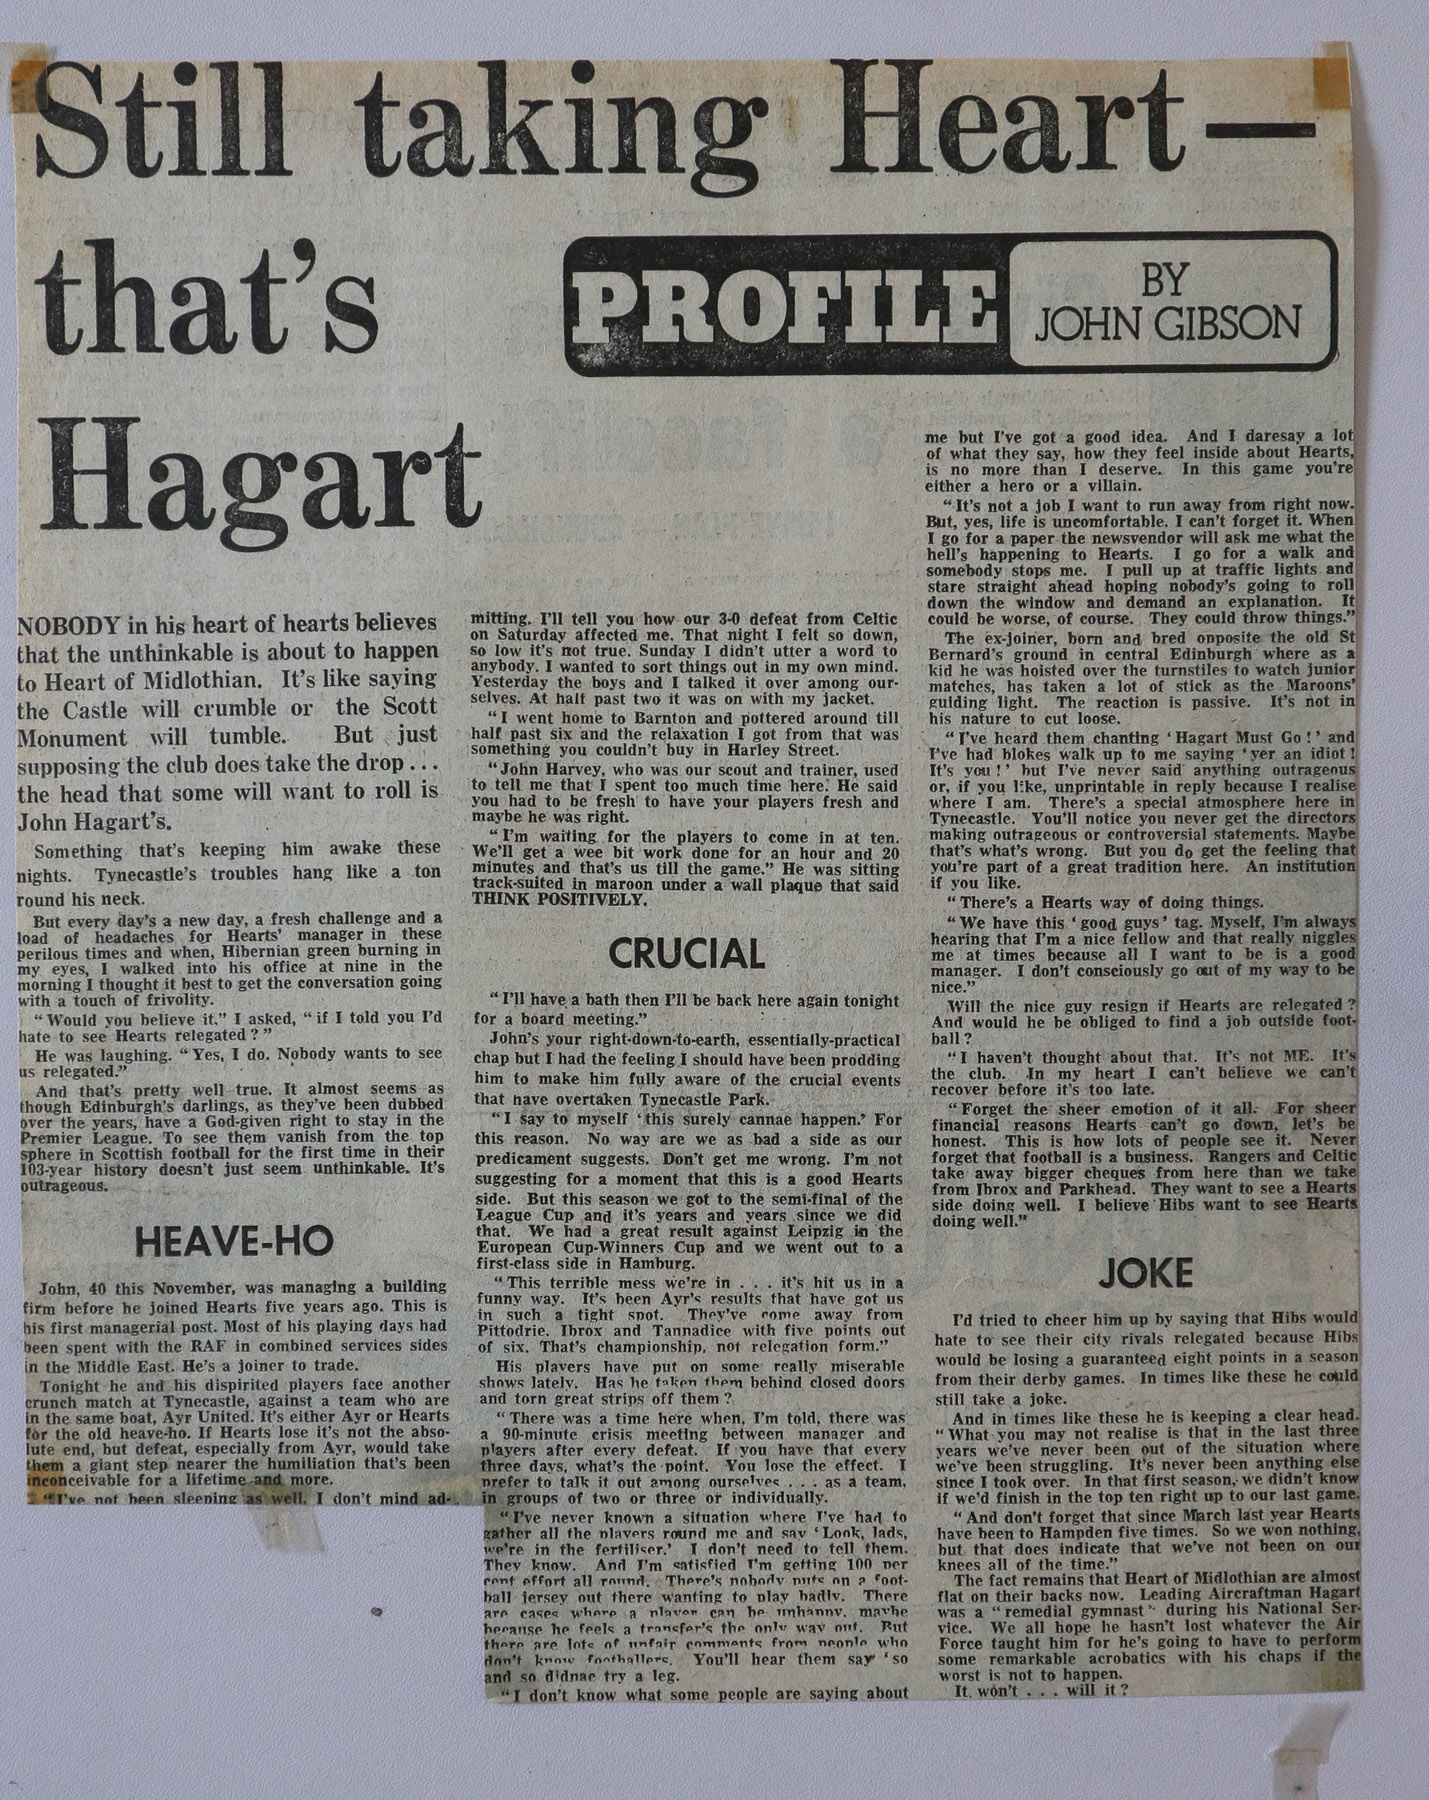 Still taking Heart —
that's
Hagart
PROFILE
BY
JOHN GIBSON
NOBODY in his heart of hearts believes
that the unthinkable is about to happen
to Heart of Midlothian. It's like saying
the Castle will crumble or the Scott
Monument will tumble. But just
supposing the club does take the drop . . .
the head that some will want to roll is
John Hagart's.
Something that's keeping him awake these
nights. Tynecastle's troubles hang like a ton
round his neck.
But every day's a new day, a fresh challenge and a
load of headaches for Hearts' manager in these
perilous times and when, Hibernian green burning in
my eyes, I walked into his office at nine in the
morning I thought it best to get the conversation going
with a touch of frivolity.
"Would you believe it," I asked, "if I told you I'd
hate to see Hearts relegated?"
He was laughing. "Yes, I do. Nobody wants to see
us relegated."
And that's pretty well true. It almost seems as
though Edinburgh's darlings, as they've been dubbed
over the years, have a God-given right to stay in the
Premier League. To see them vanish from the top
sphere in Scottish football for the first time in their
103-year history doesn't just seem unthinkable. It's
outrageous.
HEAVE-HO
John, 40 this November, was managing a building
firm before he joined Hearts five years ago. This is
his first managerial post. Most of his playing days had
been spent with the RAF in combined services sides
in the Middle East. He's a joiner to trade.
Tonight he and his dispirited players face another
crunch match at Tynecastle, against a team who are
in the same boat, Ayr United. It's either Ayr or Hearts
for the old heave-ho. If Hearts lose it's not the abso-
lute end, but defeat, especially from Ayr, would take
them a giant step nearer the humiliation that's been
inconceivable for a lifetime and more.
"I've not been sleeping as well. I don't mind ad-
mitting. I'll tell you how our 3-0 defeat from Celtic
on Saturday affected me. That night I felt so down,
so low it's not true. Sunday I didn't utter a word to
anybody. I wanted to sort things out in my own mind.
Yesterday the boys and I talked it over among our-
selves. At half past two it was on with my jacket.
"I went home to Barnton and pottered around till
half past six and the relaxation I got from that was
something you couldn't buy in Harley Street.
"John Harvey, who was our scout and trainer, used
to tell me that I spent too much time here. He said
you had to be fresh to have your players fresh and
maybe he was right.
"I'm waiting for the players to come in at ten.
We'll get a wee bit work done for an hour and 20
minutes and that's us till the game." He was sitting
track-suited in maroon under a wall plaque that said
THINK POSITIVELY.
CRUCIAL
"I'll have a bath then I'll be back here again tonight
for a board meeting."
John's your right-down-to-earth, essentially-practical
chap but I had the feeling I should have been prodding
him to make him fully aware of the crucial events
that have overtaken Tynecastle Park.
"I say to myself 'this surely cannae happen.' For
this reason. No way are we as bad a side as our
predicament suggests. Don't get me wrong. I'm not
suggesting for a moment that this is a good Hearts
side. But this season we got to the semi-final of the
League Cup and it's years and years since we did
that. We had a great result against Leipzig in the
European Cup-Winners Cup and we went out to a
first-class side in Hamburg.
"This terrible mess we're in . . . it's hit us in a
funny way. It's been Ayr's results that have got us
in such a tight spot. They've come away from
Pittodrie, Ibrox and Tannadice with five points out
of six. That's championship, not relegation form."
His players have put on some really miserable
shows lately. Has he taken them behind closed doors
and torn great strips off them?
"There was a time here when, I'm told, there was
a 90-minute crisis meeting between manager and
players after every defeat. If you have that every
three days, what's the point. You lose the effect. I
prefer to talk it out among ourselves . . . as a team,
in groups of two or three or individually.
"I've never known a situation where I've had to
gather all the players round me and say 'Look, lads,
we're in the fertiliser.' I don't need to tell them.
They know. And I'm satisfied I'm getting 100 per
cent effort all round. There's nobody puts on a foot-
ball jersey out there wanting to play badly. There
are cases where a player can be unhappy, maybe
because he feels a transfer's the only way out. But
there are lots of unfair comments from people who
don't know footballers. You'll hear them say 'so
and so didnae try a leg.
"I don't know what some people are saying about
me but I've got a good idea. And I daresay a lot
of what they say, how they feel inside about Hearts,
is no more than I deserve. In this game you're
either a hero or a villain.
"It's not a job I want to run away from right now.
But, yes, life is uncomfortable. I can't forget it. When
I go for a paper the newsvendor will ask me what the
hell's happening to Hearts. I go for a walk and
somebody stops me. I pull up at traffic lights and
stare straight ahead hoping nobody's going to roll
down the window and demand an explanation. It
could be worse, of course. They could throw things."
The ex-joiner, born and bred opposite the old St
Bernard's ground in central Edinburgh where as a
kid he was hoisted over the turnstiles to watch junior
matches, has taken a lot of stick as the Maroons'
guiding light. The reaction is passive. It's not in
his nature to cut loose.
"I've heard them chanting 'Hagart Must Go!' and
I've had blokes walk up to me saying 'yer an idiot!
It's you!' but I've never said anything outrageous
or, if you like, unprintable in reply because I realise
where I am. There's a special atmosphere here in
Tynecastle. You'll notice you never get the directors
making outrageous or controversial statements. Maybe
that's what's wrong. But you do get the feeling that
you're part of a great tradition here. An institution
if you like.
"There's a Hearts way of doing things.
"We have this 'good guys' tag. Myself, I'm always
hearing that I'm a nice fellow and that really niggles
me at times because all I want to be is a good
manager. I don't consciously go out of my way to be
nice."
Will the nice guy resign if Hearts are relegated?
And would he be obliged to find a job outside foot-
ball?
"I haven't thought about that. It's not ME. It's
the club. In my heart I can't believe we can't
recover before it's too late.
"Forget the sheer emotion of it all. For sheer
financial reasons Hearts can't go down, let's be
honest. This is how lots of people see it. Never
forget that football is a business. Rangers and Celtic
take away bigger cheques from here than we take
from Ibrox and Parkhead. They want to see a Hearts
side doing well. I believe Hibs want to see Hearts
doing well."
JOKE
I'd tried to cheer him up by saying that Hibs would
hate to see their city rivals relegated because Hibs
would be losing a guaranteed eight points in a season
from their derby games. In times like these he could
still take a joke.
And in times like these he is keeping a clear head.
"What you may not realise is that in the last three
years we've never been out of the situation where
we've been struggling. It's never been anything else
since I took over. In that first season, we didn't know
if we'd finish in the top ten right up to our last game.
"And don't forget that since March last year Hearts
have been to Hampden five times. So we won nothing,
but that does indicate that we've not been on our
knees all of the time."
The fact remains that Heart of Midlothian are almost
flat on their backs now. Leading Aircraftman Hagart
was a "remedial gymnast" during his National Ser-
vice. We all hope he hasn't lost whatever the Air
Force taught him for he's going to have to perform
some remarkable acrobatics with his chaps if the
worst is not to happen.
It won't . . . will it?